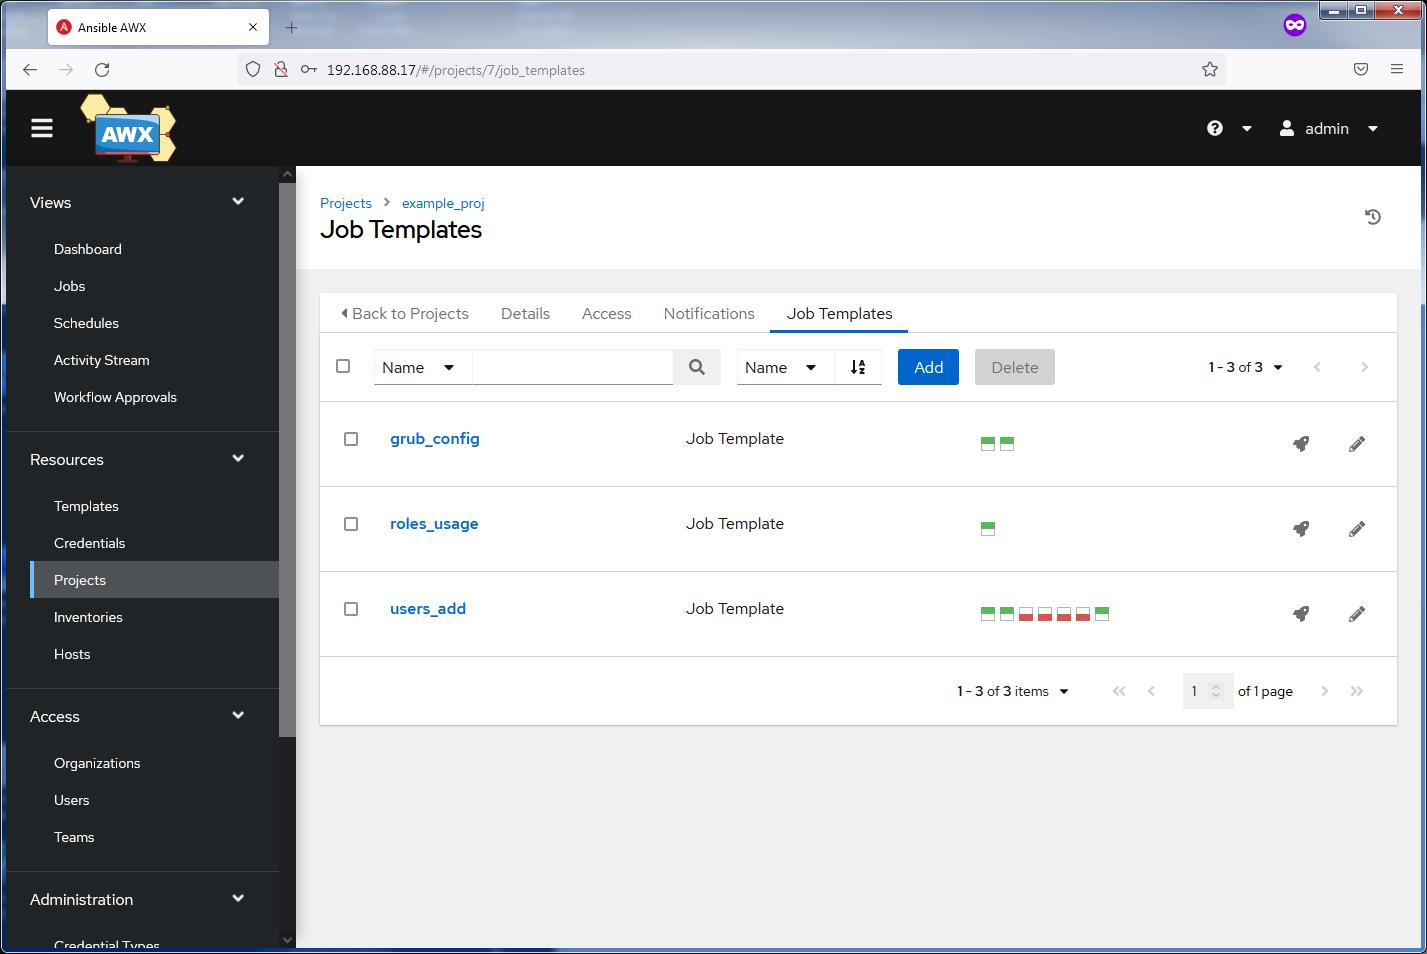 Ansible AWX
192.168.88.17/#/projects/7/job_templates
AWX
admin
Views
Dashboard
Jobs
Schedules
Activity Stream
Workflow Approvals
Resources
Templates
Credentials
Projects
Inventories
Hosts
Access
Organizations
Users
Teams
Administration
Credential Types
Projects > example_proj
Job Templates
Back to Projects Details Access Notifications Job Templates
Name Name Add Delete 1 - 3 of 3
grub_config Job Template
roles_usage Job Template
users_add Job Template
1 - 3 of 3 items 1 of 1 page